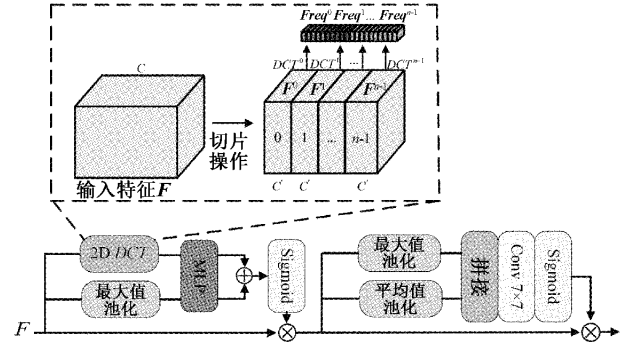 Freq⁰ Freq¹ ... Freqⁿ⁻¹
DCT⁰ DCT¹ ... DCTⁿ⁻¹
C
F⁰ F¹ Fⁿ⁻¹
切片
操作
0 1 ... n-1
输入特征F
C' C' C'
2D DCT
最大值
池化
MLP
Sigmoid
最大值
池化
平均值
池化
拼接
Conv 7×7
Sigmoid
F